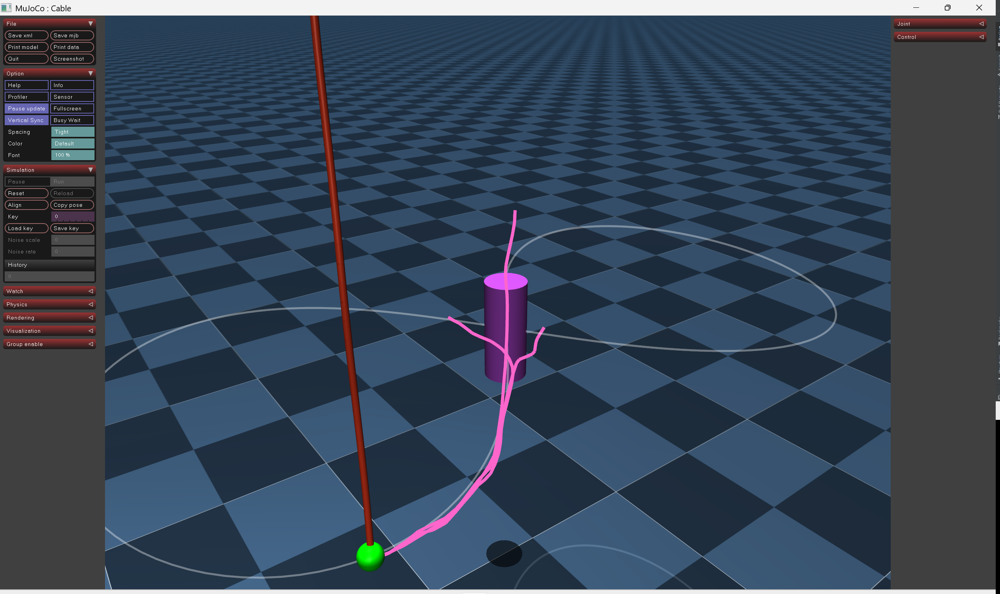 MuJoCo : Cable
File
Save xml Save mjb
Print model Print data
Quit Screenshot
Option
Help Info
Profiler Sensor
Pause update Fullscreen
Vertical Sync Busy Wait
Spacing Tight
Color Default
Font 100 %
Simulation
Pause Run
Reset Reload
Align Copy pose
Key 0
Load key Save key
Noise scale 0
Noise rate 0
History
0
Watch
Physics
Rendering
Visualization
Group enable
Joint
Control